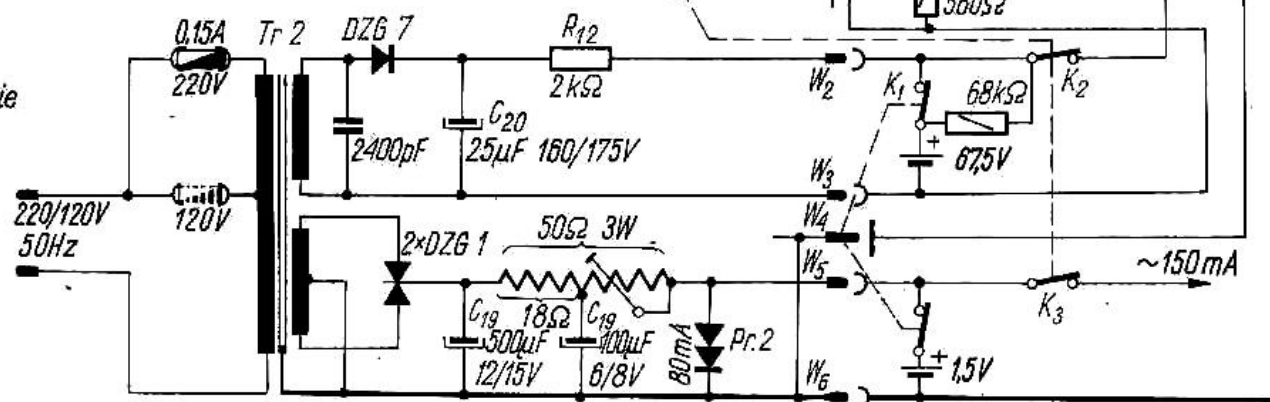 560Ω
0,15A
Tr 2
DZG 7
R12
220V
2kΩ
W2
K1
68kΩ
K2
ie
C20
25μF 160/175V
2400pF
+
67,5V
W3
220/120V
50Hz
120V
W4
2×DZG 1
50Ω 3W
W5
~150mA
K3
C19
18Ω
C19
500μF
12/15V
100μF
6/8V
80mA
Pr.2
W6
+
1,5V